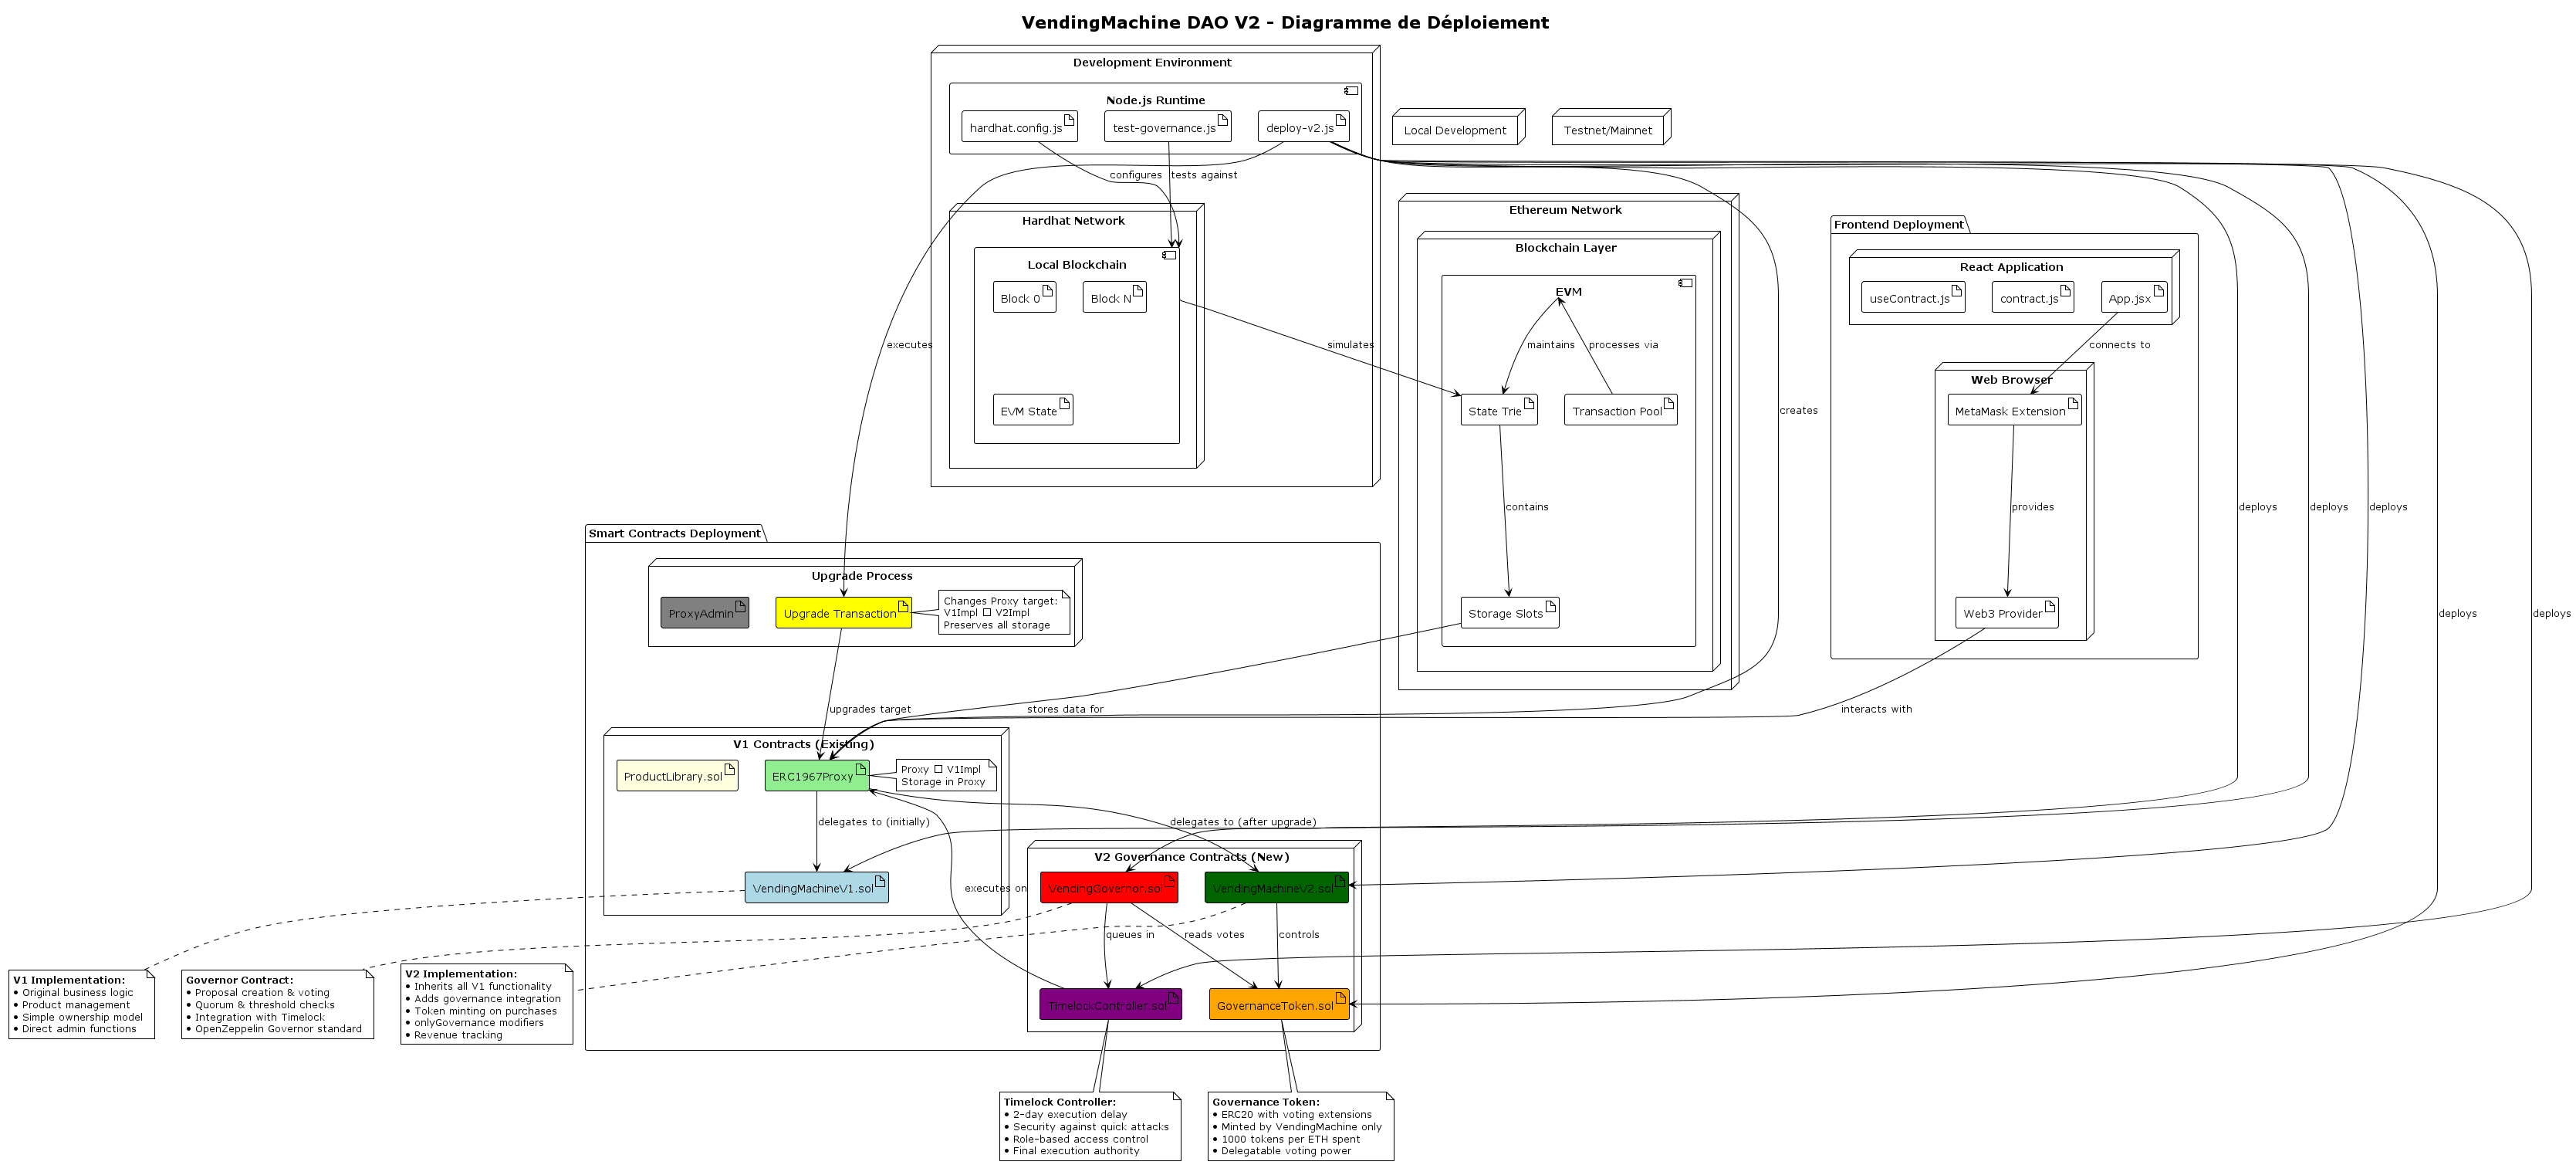 VendingMachine DAO V2 - Diagramme de Déploiement
Development Environment
Node.js Runtime
hardhat.config.js
test-governance.js
deploy-v2.js
Local Development
Testnet/Mainnet
configures
tests against
Hardhat Network
Local Blockchain
Block 0
Block N
EVM State
executes
simulates
Ethereum Network
Blockchain Layer
EVM
maintains
processes via
State Trie
Transaction Pool
contains
Storage Slots
creates
Frontend Deployment
React Application
useContract.js
contract.js
App.jsx
connects to
Web Browser
MetaMask Extension
provides
Web3 Provider
deploys
deploys
deploys
deploys
deploys
Smart Contracts Deployment
Upgrade Process
ProxyAdmin
Upgrade Transaction
Changes Proxy target:
V1Impl □ V2Impl
Preserves all storage
upgrades target
stores data for
interacts with
V1 Contracts (Existing)
ProductLibrary.sol
ERC1967Proxy
Proxy □ V1Impl
Storage in Proxy
delegates to (initially)
delegates to (after upgrade)
VendingMachineV1.sol
executes on
V2 Governance Contracts (New)
VendingGovernor.sol
VendingMachineV2.sol
queues in
reads votes
controls
TimelockController.sol
GovernanceToken.sol
V1 Implementation:
• Original business logic
• Product management
• Simple ownership model
• Direct admin functions
Governor Contract:
• Proposal creation & voting
• Quorum & threshold checks
• Integration with Timelock
• OpenZeppelin Governor standard
V2 Implementation:
• Inherits all V1 functionality
• Adds governance integration
• Token minting on purchases
• onlyGovernance modifiers
• Revenue tracking
Timelock Controller:
• 2-day execution delay
• Security against quick attacks
• Role-based access control
• Final execution authority
Governance Token:
• ERC20 with voting extensions
• Minted by VendingMachine only
• 1000 tokens per ETH spent
• Delegatable voting power